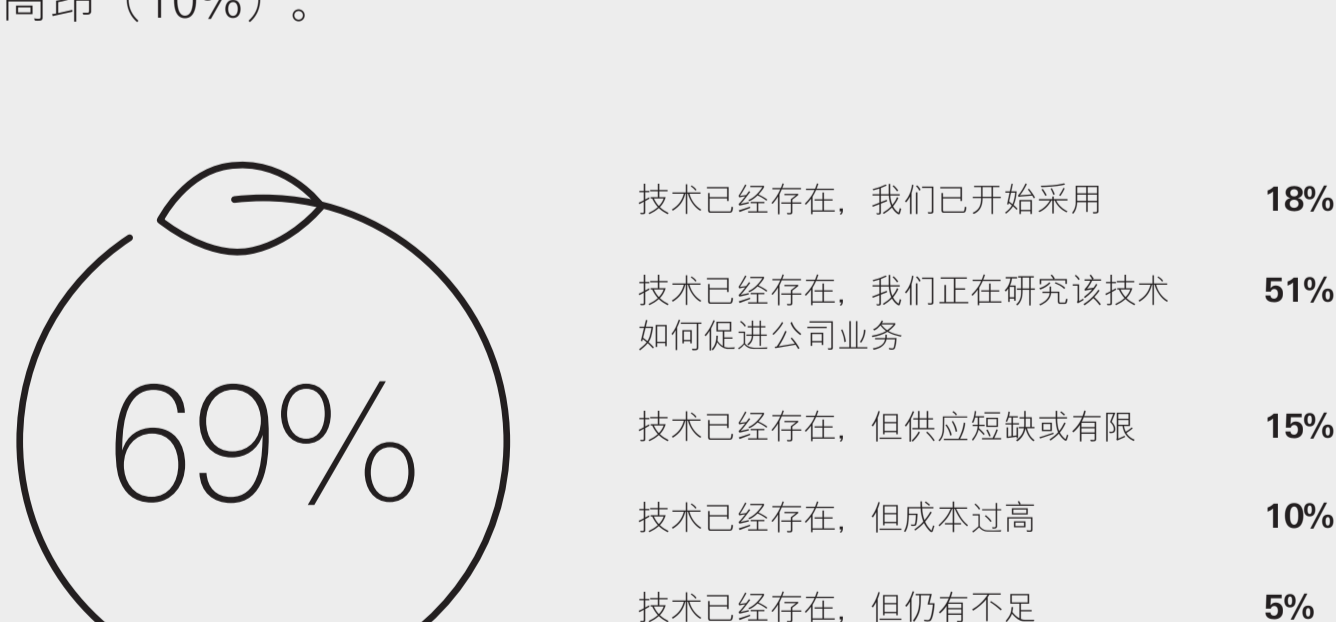 高昂（10%）。
技术已经存在，我们已开始采用 18%
技术已经存在，我们正在研究该技术 51%
如何促进公司业务
69%
技术已经存在，但供应短缺或有限 15%
技术已经存在，但成本过高 10%
技术已经存在，但仍有不足 5%